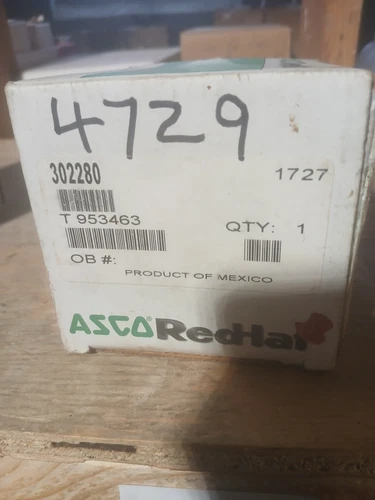 4729
302280 1727
T 953463
QTY: 1
OB #:
PRODUCT OF MEXICO
ASCO RedHat